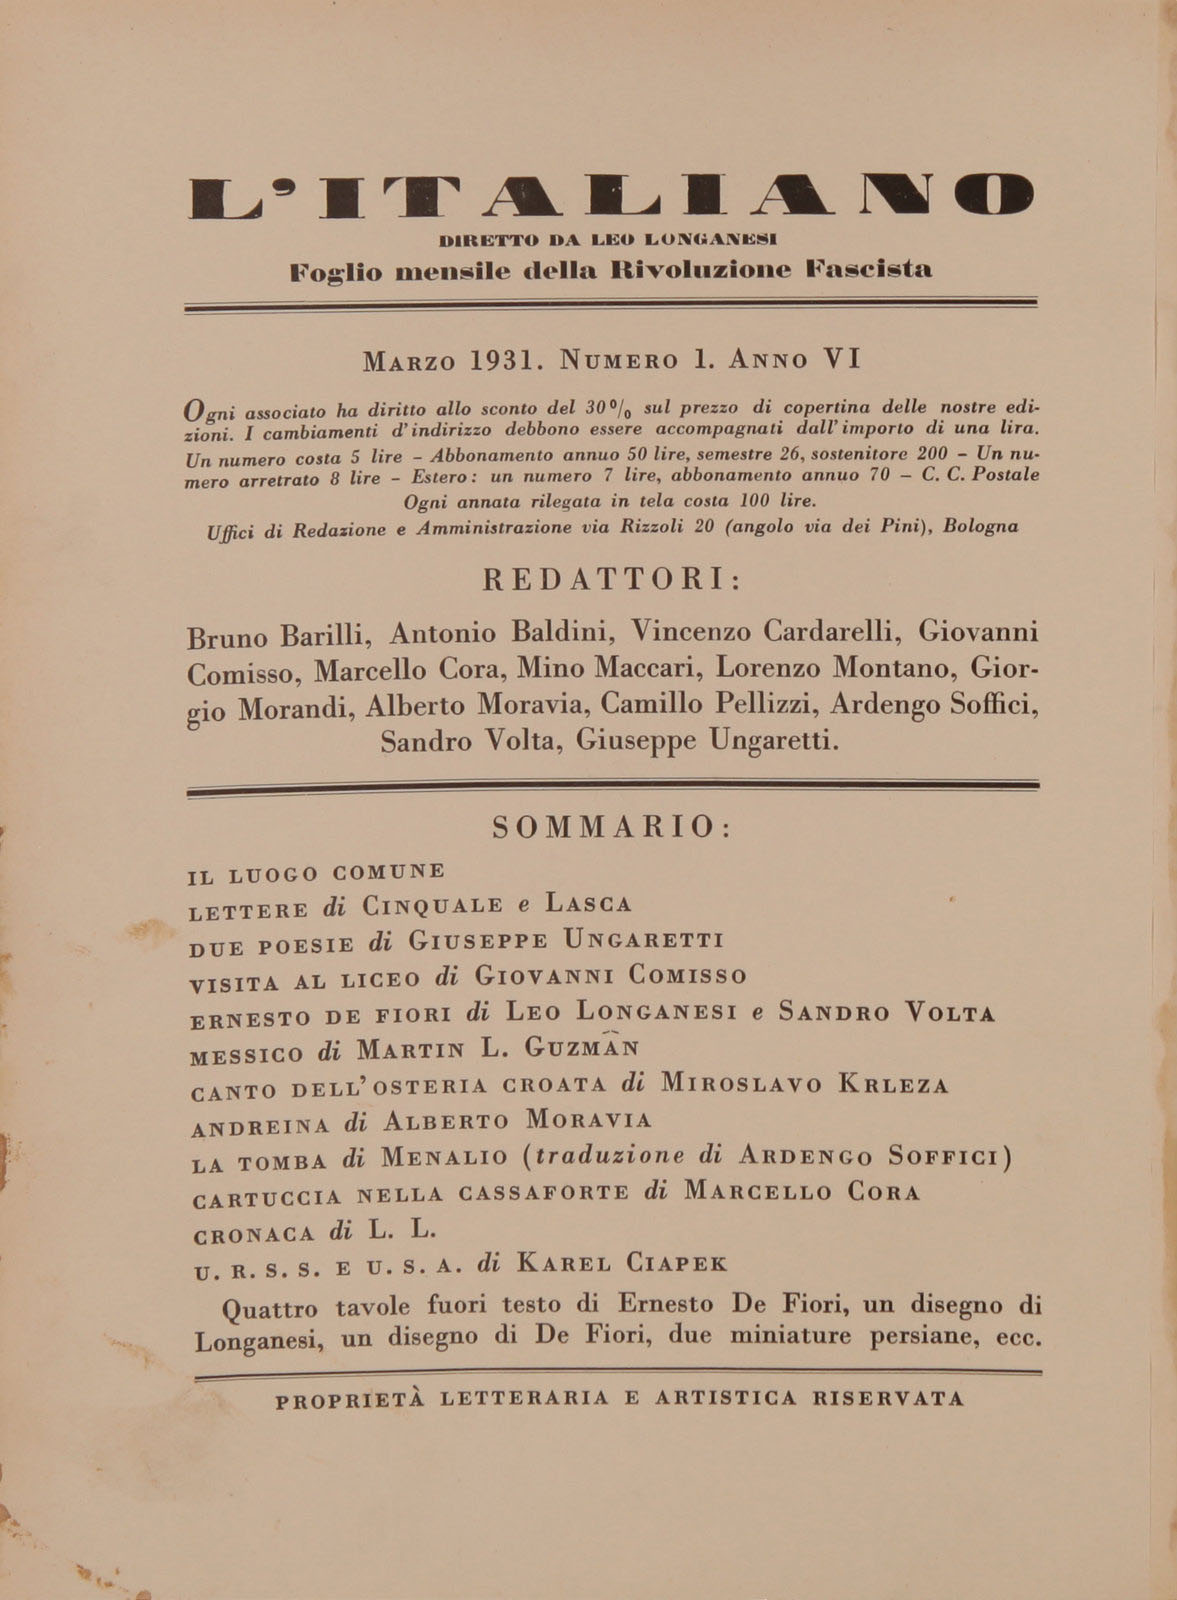 L'ITALIANO
DIRETTO DA LEO LONGANESI
Foglio mensile della Rivoluzione Fascista
MARZO 1931. NUMERO 1. ANNO VI
Ogni associato ha diritto allo sconto del 30% sul prezzo di copertina delle nostre edi-
zioni. I cambiamenti d'indirizzo debbono essere accompagnati dall'importo di una lira.
Un numero costa 5 lire - Abbonamento annuo 50 lire, semestre 26, sostenitore 200 - Un nu-
mero arretrato 8 lire - Estero: un numero 7 lire, abbonamento annuo 70 - C. C. Postale
Ogni annata rilegata in tela costa 100 lire.
Uffici di Redazione e Amministrazione via Rizzoli 20 (angolo via dei Pini), Bologna
REDATTORI:
Bruno Barilli, Antonio Baldini, Vincenzo Cardarelli, Giovanni
Comisso, Marcello Cora, Mino Maccari, Lorenzo Montano, Gior-
gio Morandi, Alberto Moravia, Camillo Pellizzi, Ardengo Soffici,
Sandro Volta, Giuseppe Ungaretti.
SOMMARIO:
IL LUOGO COMUNE
LETTERE di CINQUALE e LASCA
DUE POESIE di GIUSEPPE UNGARETTI
VISITA AL LICEO di GIOVANNI COMISSO
ERNESTO DE FIORI di LEO LONGANESI e SANDRO VOLTA
MESSICO di MARTIN L. GUZMÂN
CANTO DELL'OSTERIA CROATA di MIROSLAVO KRLEZA
ANDREINA di ALBERTO MORAVIA
LA TOMBA di MENALIO (traduzione di ARDENGO SOFFICI)
CARTUCCIA NELLA CASSAFORTE di MARCELLO CORA
CRONACA di L. L.
U. R. S. S. E U. S. A. di KAREL CIAPEK
Quattro tavole fuori testo di Ernesto De Fiori, un disegno di
Longanesi, un disegno di De Fiori, due miniature persiane, ecc.
PROPRIETÀ LETTERARIA E ARTISTICA RISERVATA